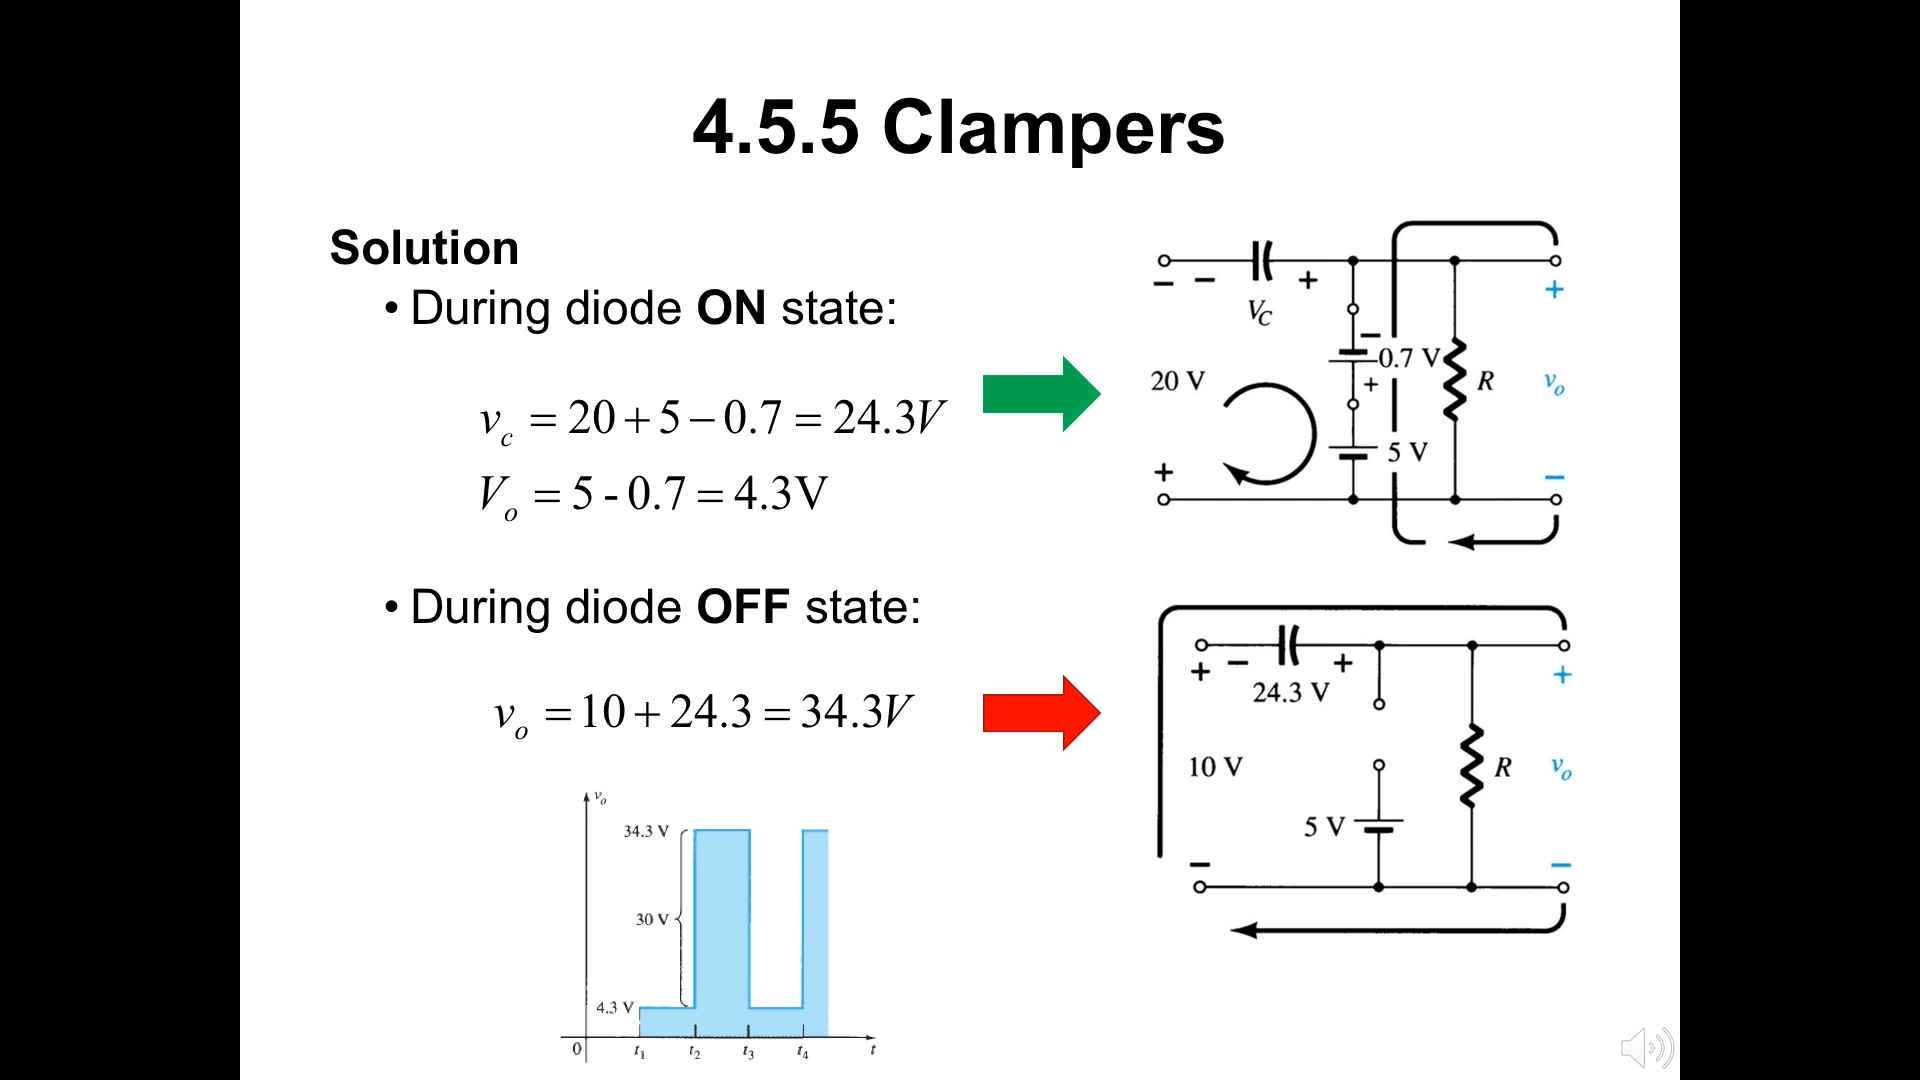 4.5.5 Clampers
Solution
• During diode ON state:
v_c = 20 + 5 − 0.7 = 24.3V
V_o = 5 - 0.7 = 4.3V
• During diode OFF state:
v_o = 10 + 24.3 = 34.3V
− − + +
V_C
−
0.7 V
+
20 V
R
v_o
5 V
+
−
+ − + +
24.3 V
10 V
R
v_o
5 V
− −
v_o
34.3 V
30 V
4.3 V
0 t_1 t_2 t_3 t_4 t